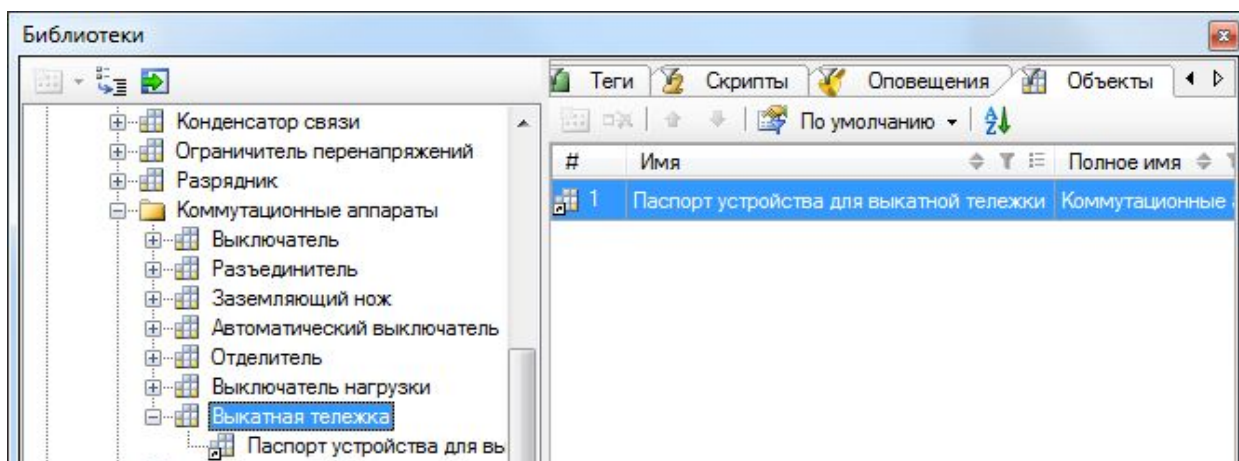 Библиотеки
Теги Скрипты Оповещения Объекты
По умолчанию
Конденсатор связи
Ограничитель перенапряжений
Разрядник
Коммутационные аппараты
Выключатель
Разъединитель
Заземляющий нож
Автоматический выключатель
Отделитель
Выключатель нагрузки
Выкатная тележка
Паспорт устройства для вы
# Имя Полное имя
1 Паспорт устройства для выкатной тележки Коммутационные